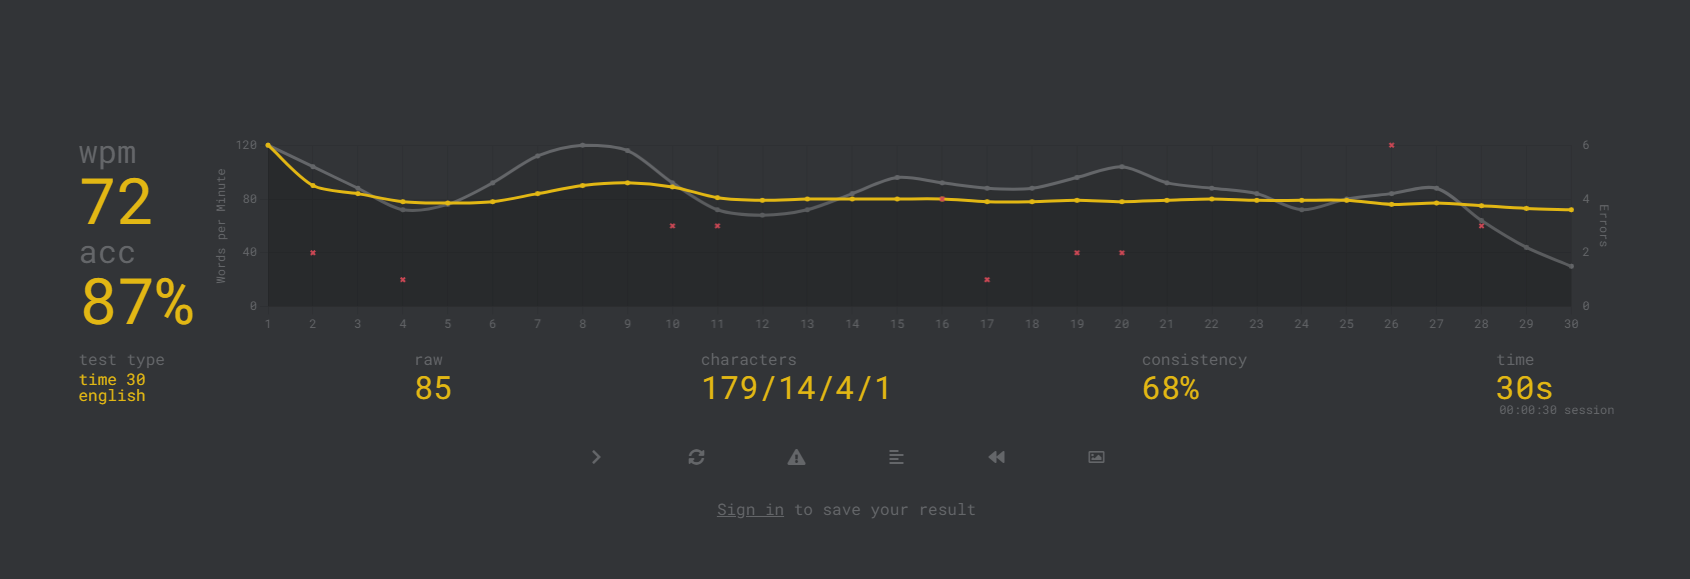 wpm
72
acc
87%
Words per Minute
120
80
40
0
6
4
2
0
Errors
1 2 3 4 5 6 7 8 9 10 11 12 13 14 15 16 17 18 19 20 21 22 23 24 25 26 27 28 29 30
test type
time 30
english
raw
85
characters
179/14/4/1
consistency
68%
time
30s
00:00:30 session
Sign in to save your result